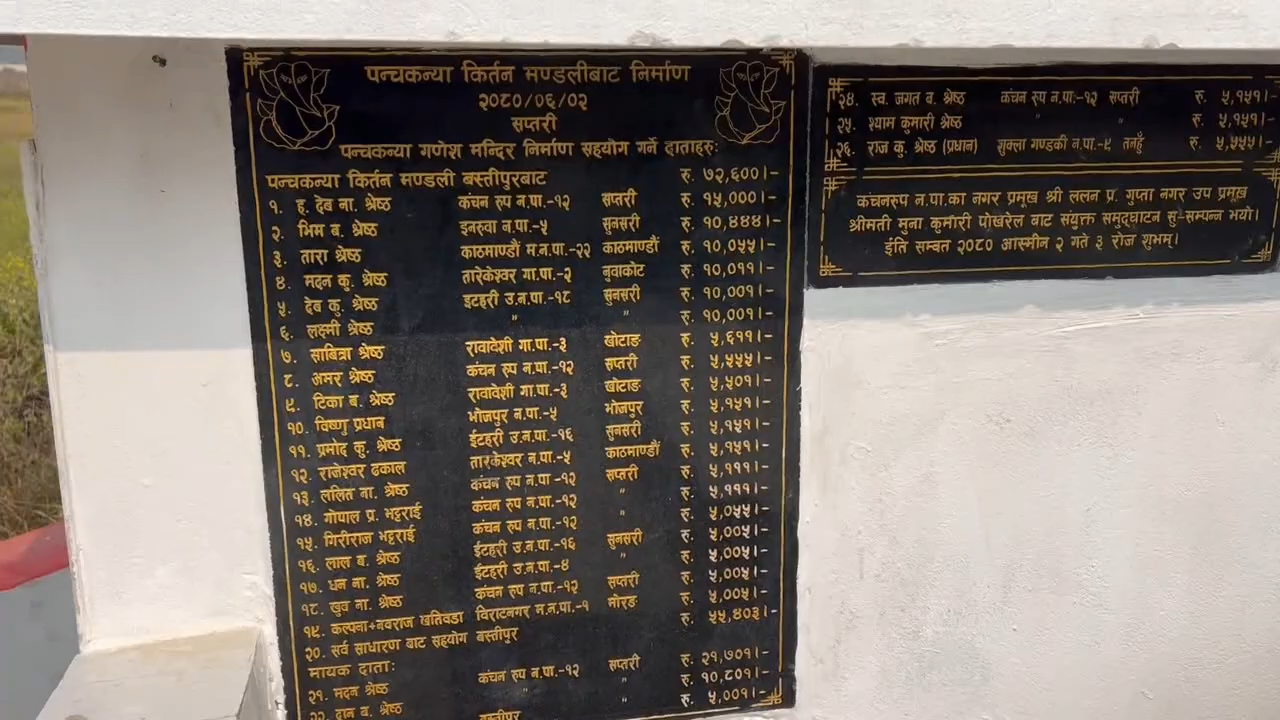 पन्चकन्या किर्तन मण्डलीबाट निर्माण
२०८०/०६/०२
सप्तरी
पन्चकन्या गणेश मन्दिर निर्माण सहयोग गर्ने दाताहरुः
पन्चकन्या किर्तन मण्डली बस्तीपुरबाट रु. ७२,६००।-
१. ह. देब ना. श्रेष्ठ कंचन रुप न.पा.-१२ सप्तरी रु. १५,०००।-
२. भिम ब. श्रेष्ठ इनरुवा न.पा.-५ सुनसरी रु. १०,४४४।-
३. तारा श्रेष्ठ काठमाण्डौं म.न.पा.-२२ काठमाण्डौं रु. १०,०५५।-
४. मदन कु. श्रेष्ठ तारकेश्वर गा.पा.-२ नुवाकोट रु. १०,०११।-
५. देब कु. श्रेष्ठ इटहरी उ.न.पा.-१८ सुनसरी रु. १०,००१।-
६. लक्ष्मी श्रेष्ठ " " रु. १०,००१।-
७. साबित्रा श्रेष्ठ रावादेशी गा.पा.-३ खोटाङ रु. ५,६११।-
८. अमर श्रेष्ठ कंचन रुप न.पा.-१२ सप्तरी रु. ५,५५५।-
९. टिका ब. श्रेष्ठ रावादेशी गा.पा.-३ खोटाङ रु. ५,५०१।-
१०. विष्णु प्रधान भोजपुर न.पा.-५ भोजपुर रु. ५,१५१।-
११. प्रमोद कु. श्रेष्ठ ईटहरी उ.न.पा.-१६ सुनसरी रु. ५,१५१।-
१२. राजेश्वर ढकाल तारकेश्वर न.पा.-५ काठमाण्डौं रु. ५,१५१।-
१३. ललित ना. श्रेष्ठ कंचन रुप न.पा.-१२ सप्तरी रु. ५,१११।-
१४. गोपाल प्र. भट्टराई कंचन रुप न.पा.-१२ " रु. ५,१११।-
१५. गिरीराज भट्टराई कंचन रुप न.पा.-१२ रु. ५,०५५।-
१६. लाल ब. श्रेष्ठ ईटहरी उ.न.पा.-१६ सुनसरी रु. ५,००५।-
१७. धन ना. श्रेष्ठ ईटहरी उ.न.पा.-४ " रु. ५,००५।-
१८. खुव ना. श्रेष्ठ कंचन रुप न.पा.-१२ सप्तरी रु. ५,००५।-
१९. कल्पना+नवराज खतिवडा विराटनगर म.न.पा.-१ मोरङ रु. ५,००५।-
२०. सर्व साधारण बाट सहयोग बस्तीपुर रु. ५५,४०३।-
मायक दाताः
२१. मदन श्रेष्ठ कंचन रुप न.पा.-१२ सप्तरी रु. २१,७०१।-
२२. दान ब. श्रेष्ठ " " रु. १०,८०१।-
बस्तीपुर " रु. ५,००१।-
२४. स्व. जगत ब. श्रेष्ठ कंचन रुप न.पा.-१२ सप्तरी रु. ५,१५१।-
२५. श्याम कुमारी श्रेष्ठ " " रु. ५,१५१।-
२६. राज कु. श्रेष्ठ (प्रधान) शुक्ला गण्डकी न.पा.-९ तनहुँ रु. ५,५५५।-
कंचनरुप न.पा.का नगर प्रमुख श्री ललन प्र. गुप्ता नगर उप प्रमुख
श्रीमती मुना कुमारी पोखरेल बाट संयुक्त समुद्घाटन सु-सम्पन्न भयो।
ईति सम्बत २०८० आस्मीन २ गते ३ रोज शुभम्।